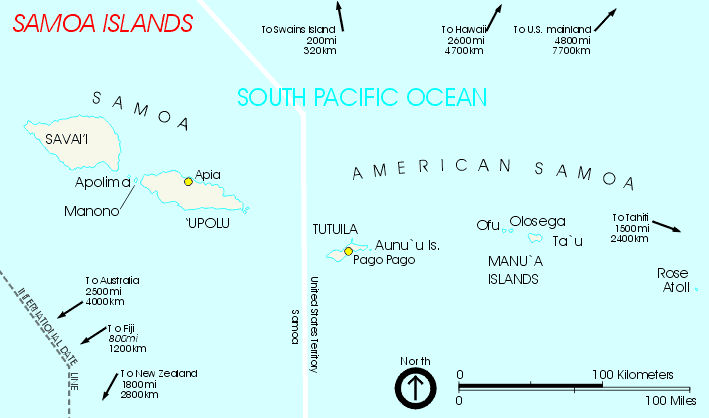 SAMOA ISLANDS
To Swains Island
200mi
320km
To Hawaii
2600mi
4700km
To U.S. mainland
4800mi
7700km
SOUTH PACIFIC OCEAN
SAMOA
SAVAI'I
Apia
Apolima
Manono
'UPOLU
AMERICAN SAMOA
TUTUILA
Aunu`u Is.
Pago Pago
Ofu
Olosega
Ta`u
MANU`A
ISLANDS
To Tahiti
1500mi
2400km
Rose
Atoll
To Australia
2500mi
4000km
To Fiji
800mi
1200km
To New Zealand
1800mi
2800km
INTERNATIONAL DATE
LINE
Samoa
United States Territory
North
0 100 Kilometers
0 100 Miles